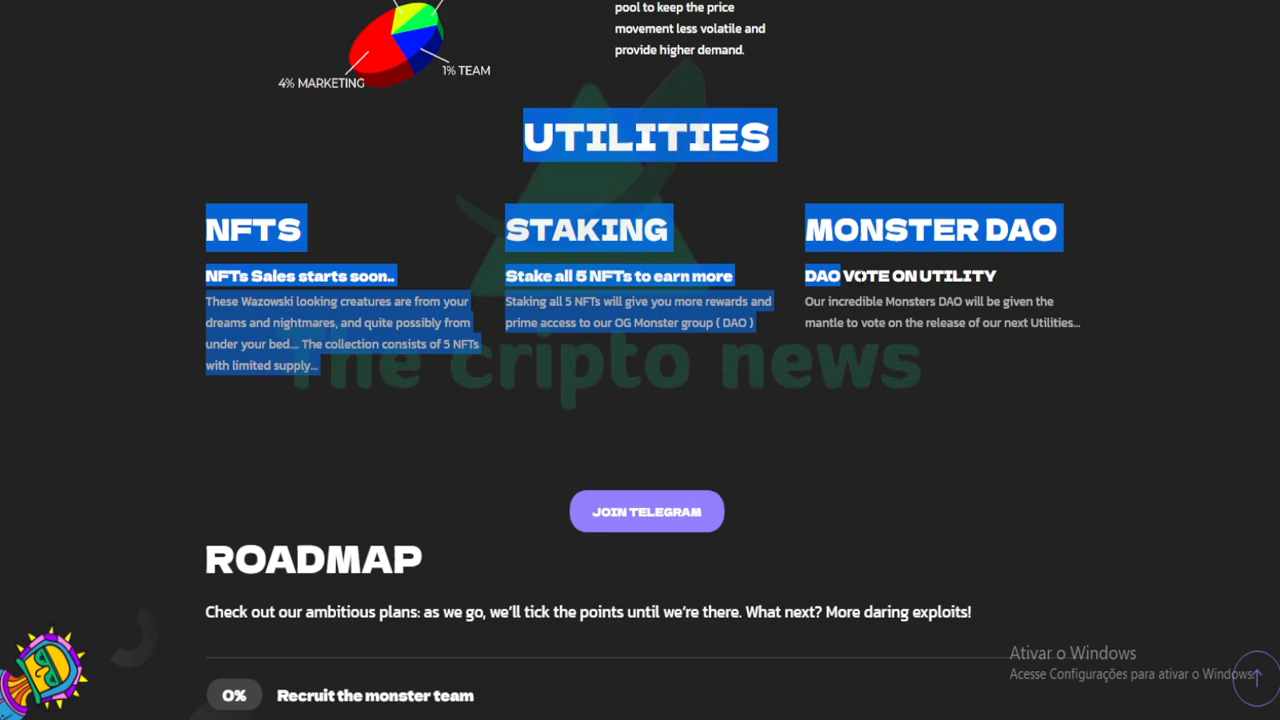 pool to keep the price
movement less volatile and
provide higher demand.
1% TEAM
4% MARKETING
UTILITIES
NFTS
NFTs Sales starts soon..
These Wazowski looking creatures are from your
dreams and nightmares, and quite possibly from
under your bed.... The collection consists of 5 NFTs
with limited supply...
STAKING
Stake all 5 NFTs to earn more
Staking all 5 NFTs will give you more rewards and
prime access to our OG Monster group ( DAO )
MONSTER DAO
DAO VOTE ON UTILITY
Our incredible Monsters DAO will be given the
mantle to vote on the release of our next Utilities...
The cripto news
JOIN TELEGRAM
ROADMAP
Check out our ambitious plans: as we go, we'll tick the points until we're there. What next? More daring exploits!
Ativar o Windows
Acesse Configurações para ativar o Windows.
0% Recruit the monster team